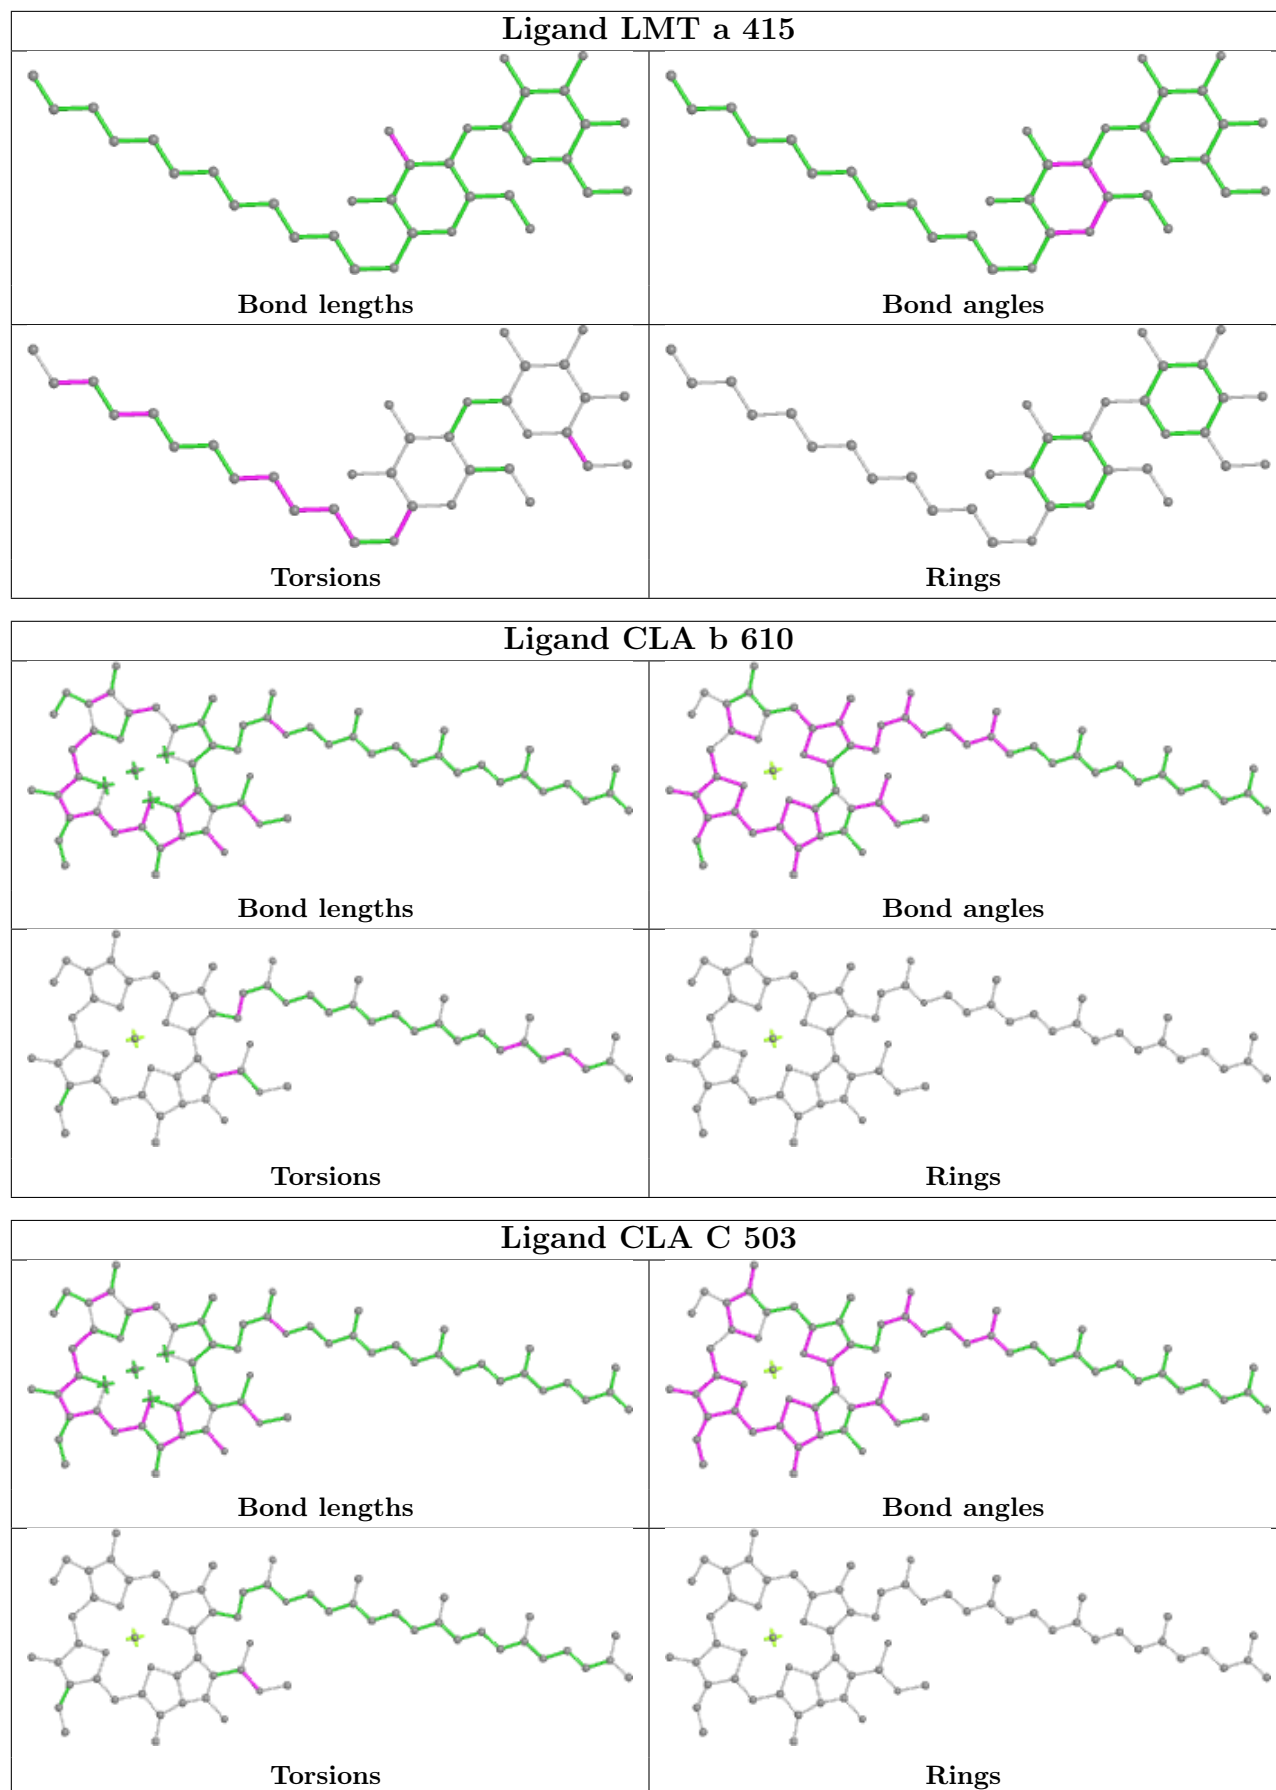 Ligand LMT a 415
Bond lengths
Bond angles
Torsions
Rings
Ligand CLA b 610
Bond lengths
Bond angles
Torsions
Rings
Ligand CLA C 503
Bond lengths
Bond angles
Torsions
Rings